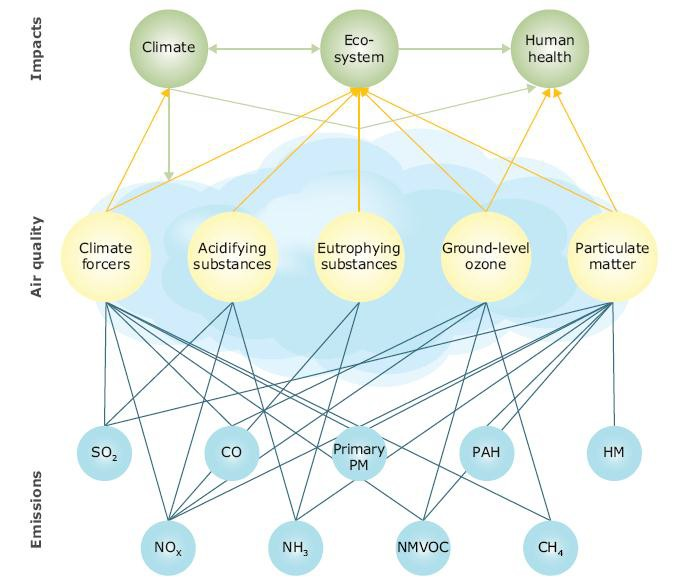 Impacts
Climate
Eco-
system
Human
health
Air quality
Climate
forcers
Acidifying
substances
Eutrophying
substances
Ground-level
ozone
Particulate
matter
Emissions
SO₂
CO
Primary
PM
PAH
HM
NOₓ
NH₃
NMVOC
CH₄